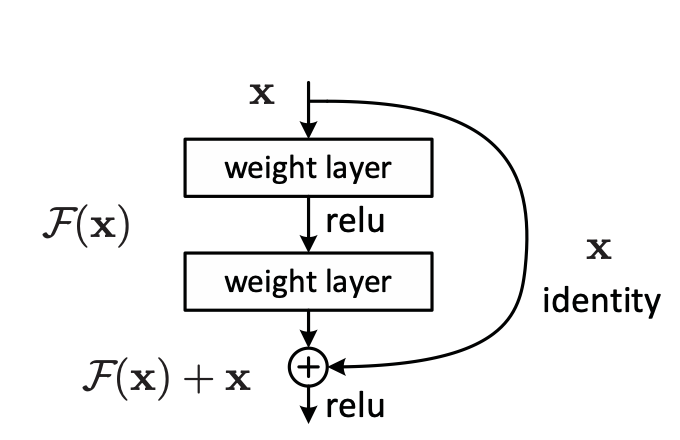 x
weight layer
relu
F(x)
x
weight layer
identity
F(x) + x
+
relu